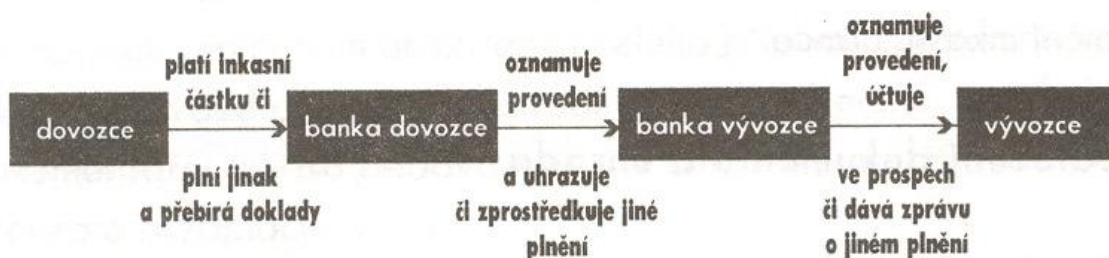 platí inkasní
částku či
oznamuje
provedení
oznamuje
provedení,
účtuje
dovozce
banka dovozce
banka vývozce
vývozce
plní jinak
a přebírá doklady
a uhrazuje
či zprostředkuje jiné
plnění
ve prospěch
či dává zprávu
o jiném plnění